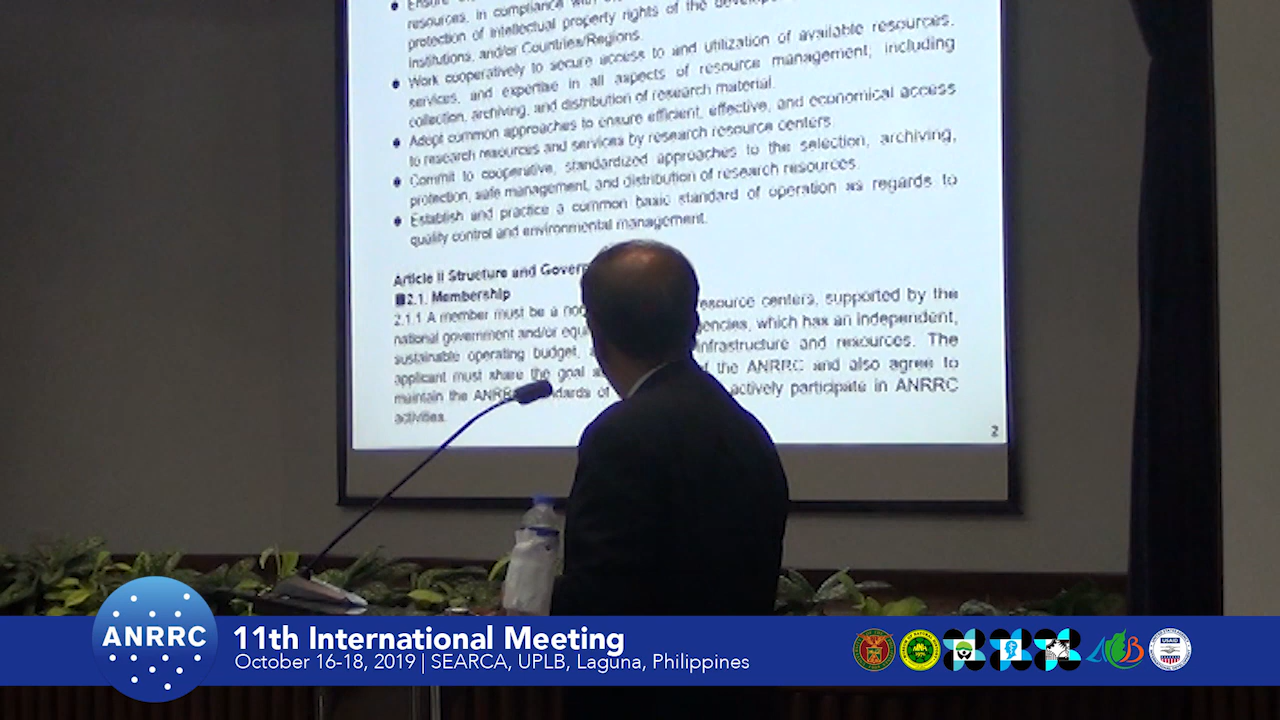 ● Ensure
resources, in compliance with
protection of intellectual property rights of the
institutions, and/or Countries/Regions.
● Work cooperatively to secure access to and utilization of available resources,
services, and expertise in all aspects of resource management; including
collection, archiving, and distribution of research material.
● Adopt common approaches to ensure efficient, effective, and economical access
to research resources and services by research resource centers.
● Commit to cooperative, standardized approaches to the selection, archiving,
protection, safe management, and distribution of research resources.
● Establish and practice a common basic standard of operation as regards to
quality control and environmental management.
Article II Structure and
2.1. Membership
2.1.1 A member must be a resource centers, supported by the
national government and/or which has an independent,
sustainable operating budget, infrastructure and resources. The
applicant must share the goal of the ANRRC and also agree to
maintain the of actively participate in ANRRC
activities.
2
ANRRC
11th International Meeting
October 16-18, 2019 | SEARCA, UPLB, Laguna, Philippines
USAID